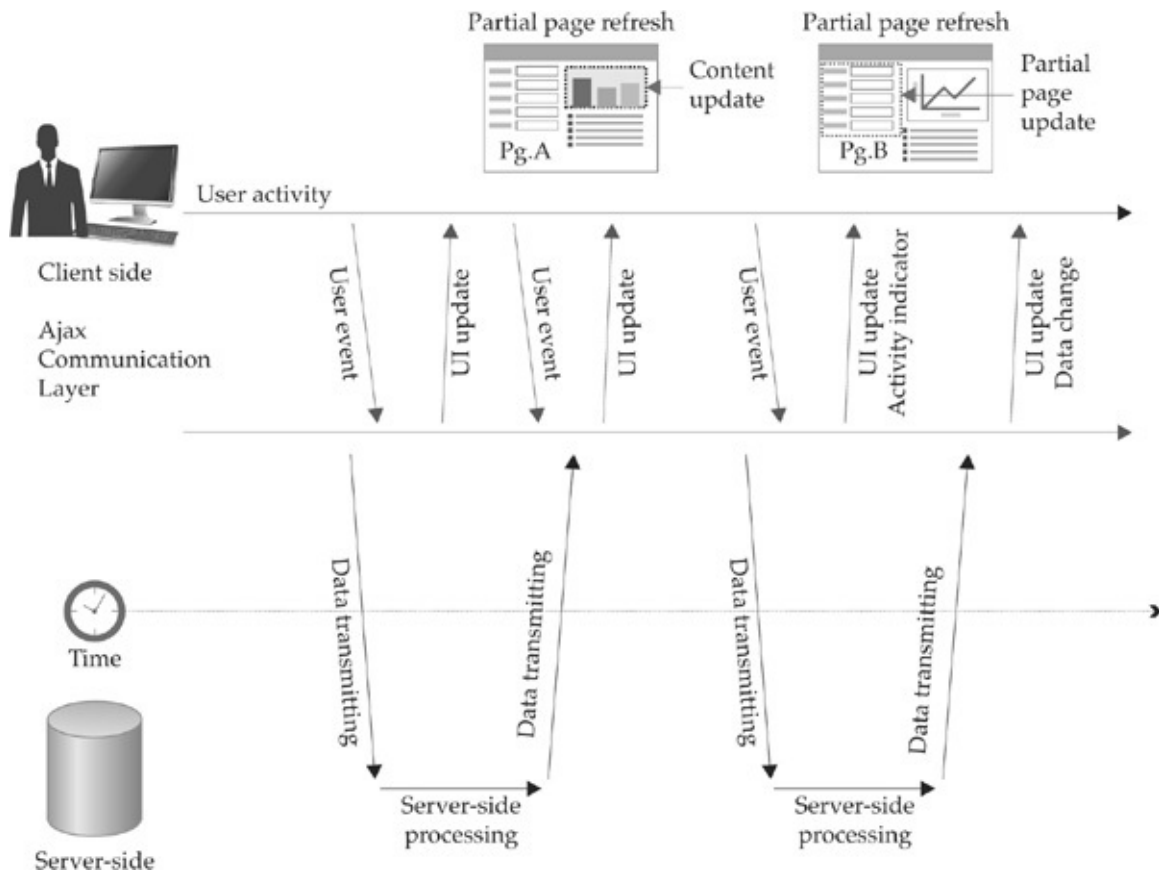 Partial page refresh
Partial page refresh
Content
update
Partial
page
update
Pg.A
Pg.B
User activity
Client side
Ajax
Communication
Layer
User event
UI update
User event
UI update
User event
UI update
Activity indicator
UI update
Data change
Data transmitting
Data transmitting
Data transmitting
Data transmitting
Time
Server-side
processing
Server-side
processing
Server-side